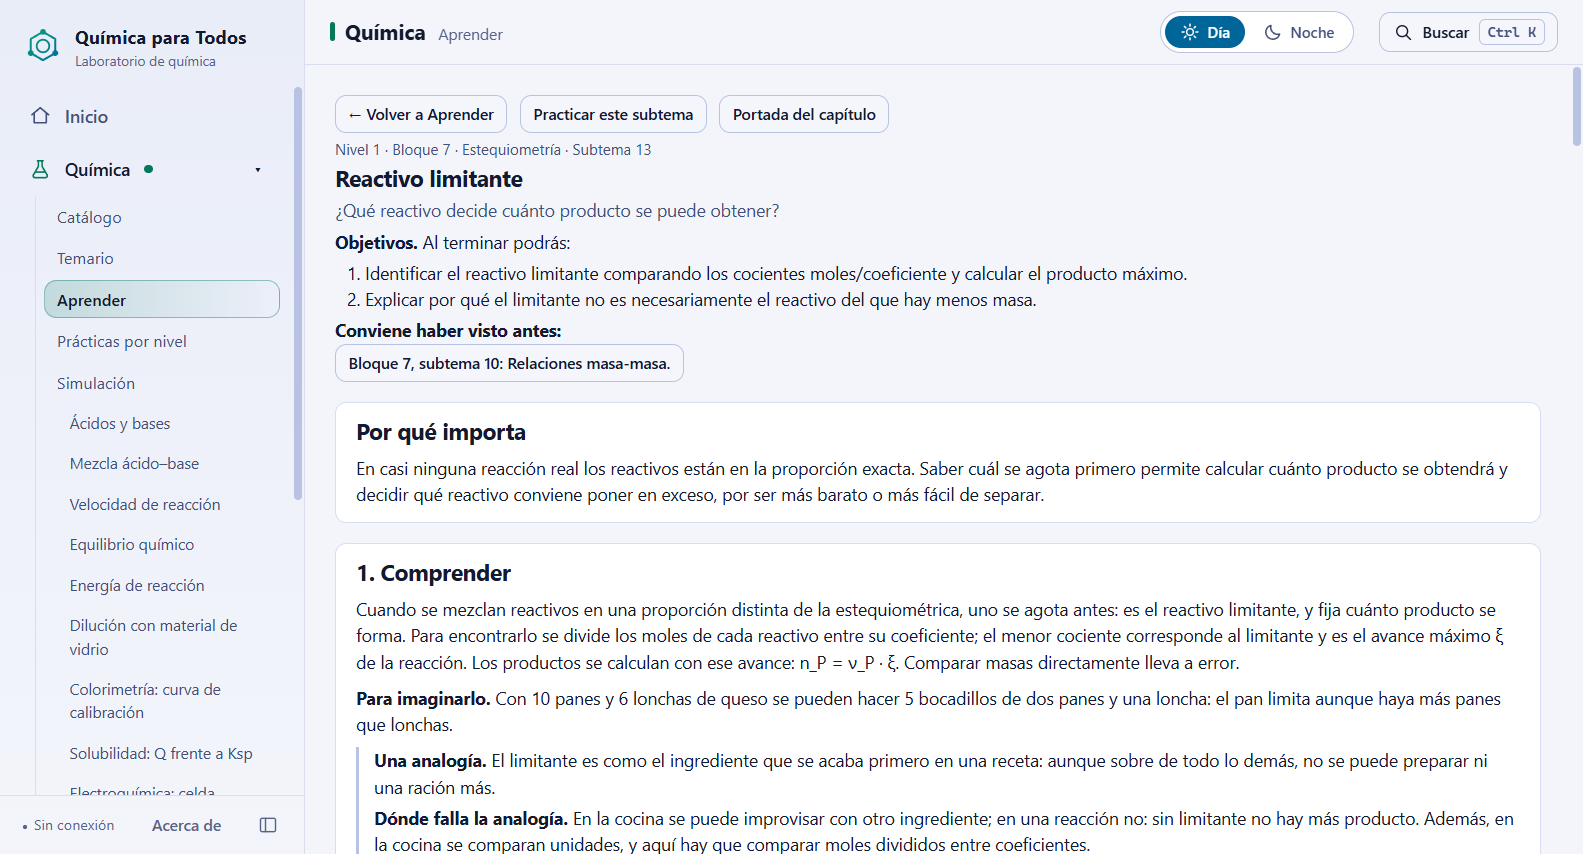 Química para Todos
Laboratorio de química
Inicio
Química
Catálogo
Temario
Aprender
Prácticas por nivel
Simulación
Ácidos y bases
Mezcla ácido–base
Velocidad de reacción
Equilibrio químico
Energía de reacción
Dilución con material de
vidrio
Colorimetría: curva de
calibración
Solubilidad: Q frente a Ksp
Electroquímica: celda
Sin conexión
Acerca de
Química Aprender
Día
Noche
Buscar Ctrl K
← Volver a Aprender
Practicar este subtema
Portada del capítulo
Nivel 1 · Bloque 7 · Estequiometría · Subtema 13
Reactivo limitante
¿Qué reactivo decide cuánto producto se puede obtener?
Objetivos. Al terminar podrás:
1. Identificar el reactivo limitante comparando los cocientes moles/coeficiente y calcular el producto máximo.
2. Explicar por qué el limitante no es necesariamente el reactivo del que hay menos masa.
Conviene haber visto antes:
Bloque 7, subtema 10: Relaciones masa-masa.
Por qué importa
En casi ninguna reacción real los reactivos están en la proporción exacta. Saber cuál se agota primero permite calcular cuánto producto se obtendrá y
decidir qué reactivo conviene poner en exceso, por ser más barato o más fácil de separar.
1. Comprender
Cuando se mezclan reactivos en una proporción distinta de la estequiométrica, uno se agota antes: es el reactivo limitante, y fija cuánto producto se
forma. Para encontrarlo se divide los moles de cada reactivo entre su coeficiente; el menor cociente corresponde al limitante y es el avance máximo ξ
de la reacción. Los productos se calculan con ese avance: n_P = ν_P · ξ. Comparar masas directamente lleva a error.
Para imaginarlo. Con 10 panes y 6 lonchas de queso se pueden hacer 5 bocadillos de dos panes y una loncha: el pan limita aunque haya más panes
que lonchas.
Una analogía. El limitante es como el ingrediente que se acaba primero en una receta: aunque sobre de todo lo demás, no se puede preparar ni
una ración más.
Dónde falla la analogía. En la cocina se puede improvisar con otro ingrediente; en una reacción no: sin limitante no hay más producto. Además, en
la cocina se comparan unidades, y aquí hay que comparar moles divididos entre coeficientes.